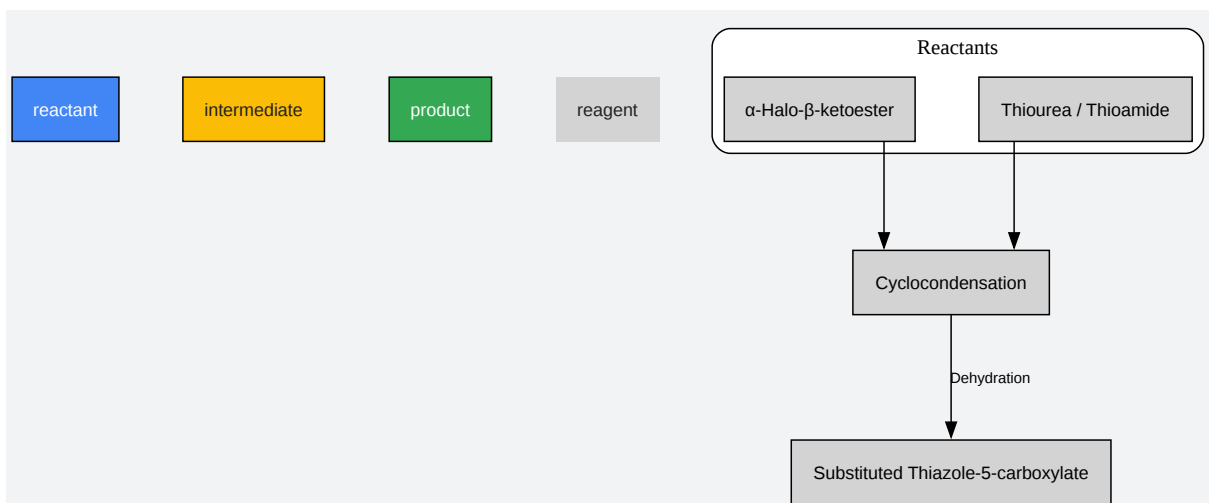 Reactants
reactant
intermediate
product
reagent
α-Halo-β-ketoester
Thiourea / Thioamide
Cyclocondensation
Dehydration
Substituted Thiazole-5-carboxylate